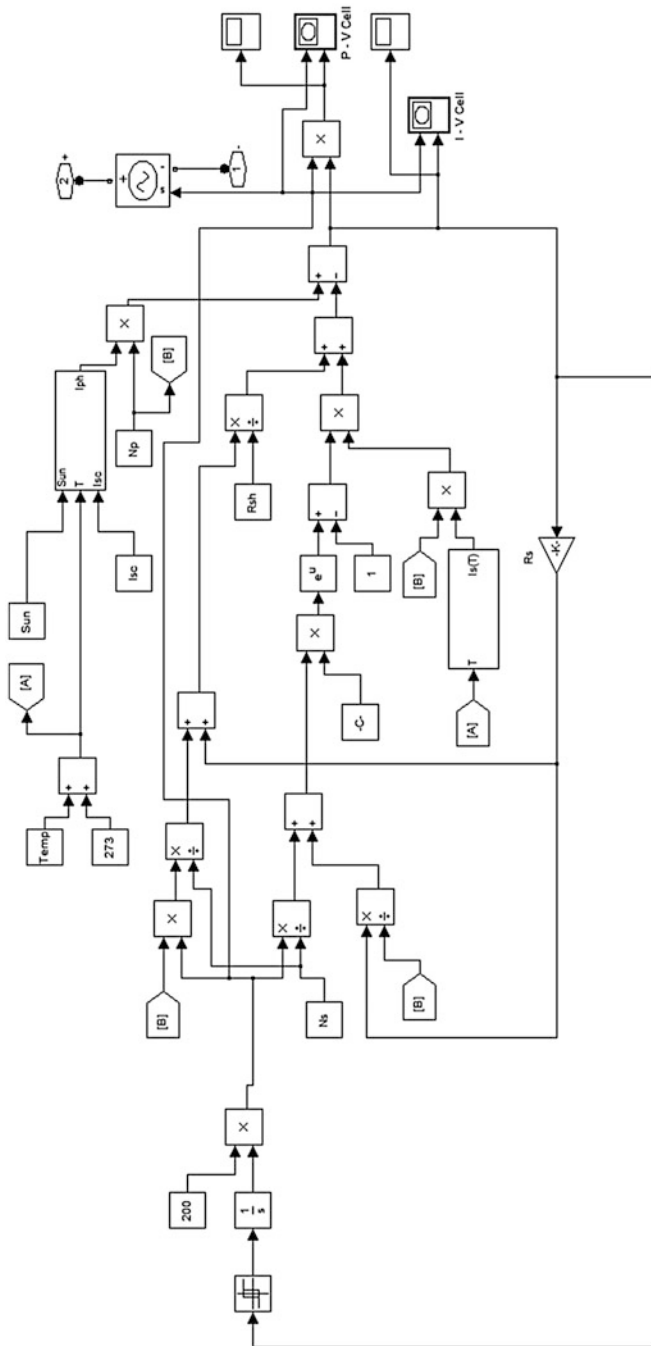 Temp
273
+
+
[A]
Sun
Isc
Sun
T
Isc
Iph
Np
[B]
×
2
+
+
s
-
1
-
[B]
×
×
÷
+
+
200
1
s
×
Ns
×
÷
+
+
×
÷
[B]
Rsh
×
÷
-C-
×
eᵘ
1
+
−
×
[A]
T
Is(T)
[B]
×
+
+
+
−
×
P - V Cell
I - V Cell
Rs
-K-